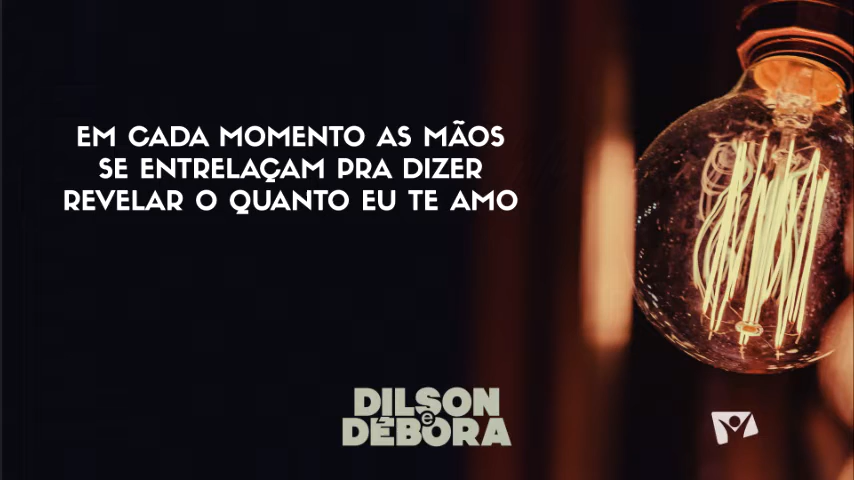 EM CADA MOMENTO AS MÃOS
SE ENTRELAÇAM PRA DIZER
REVELAR O QUANTO EU TE AMO
DILSON
e
DÉBORA